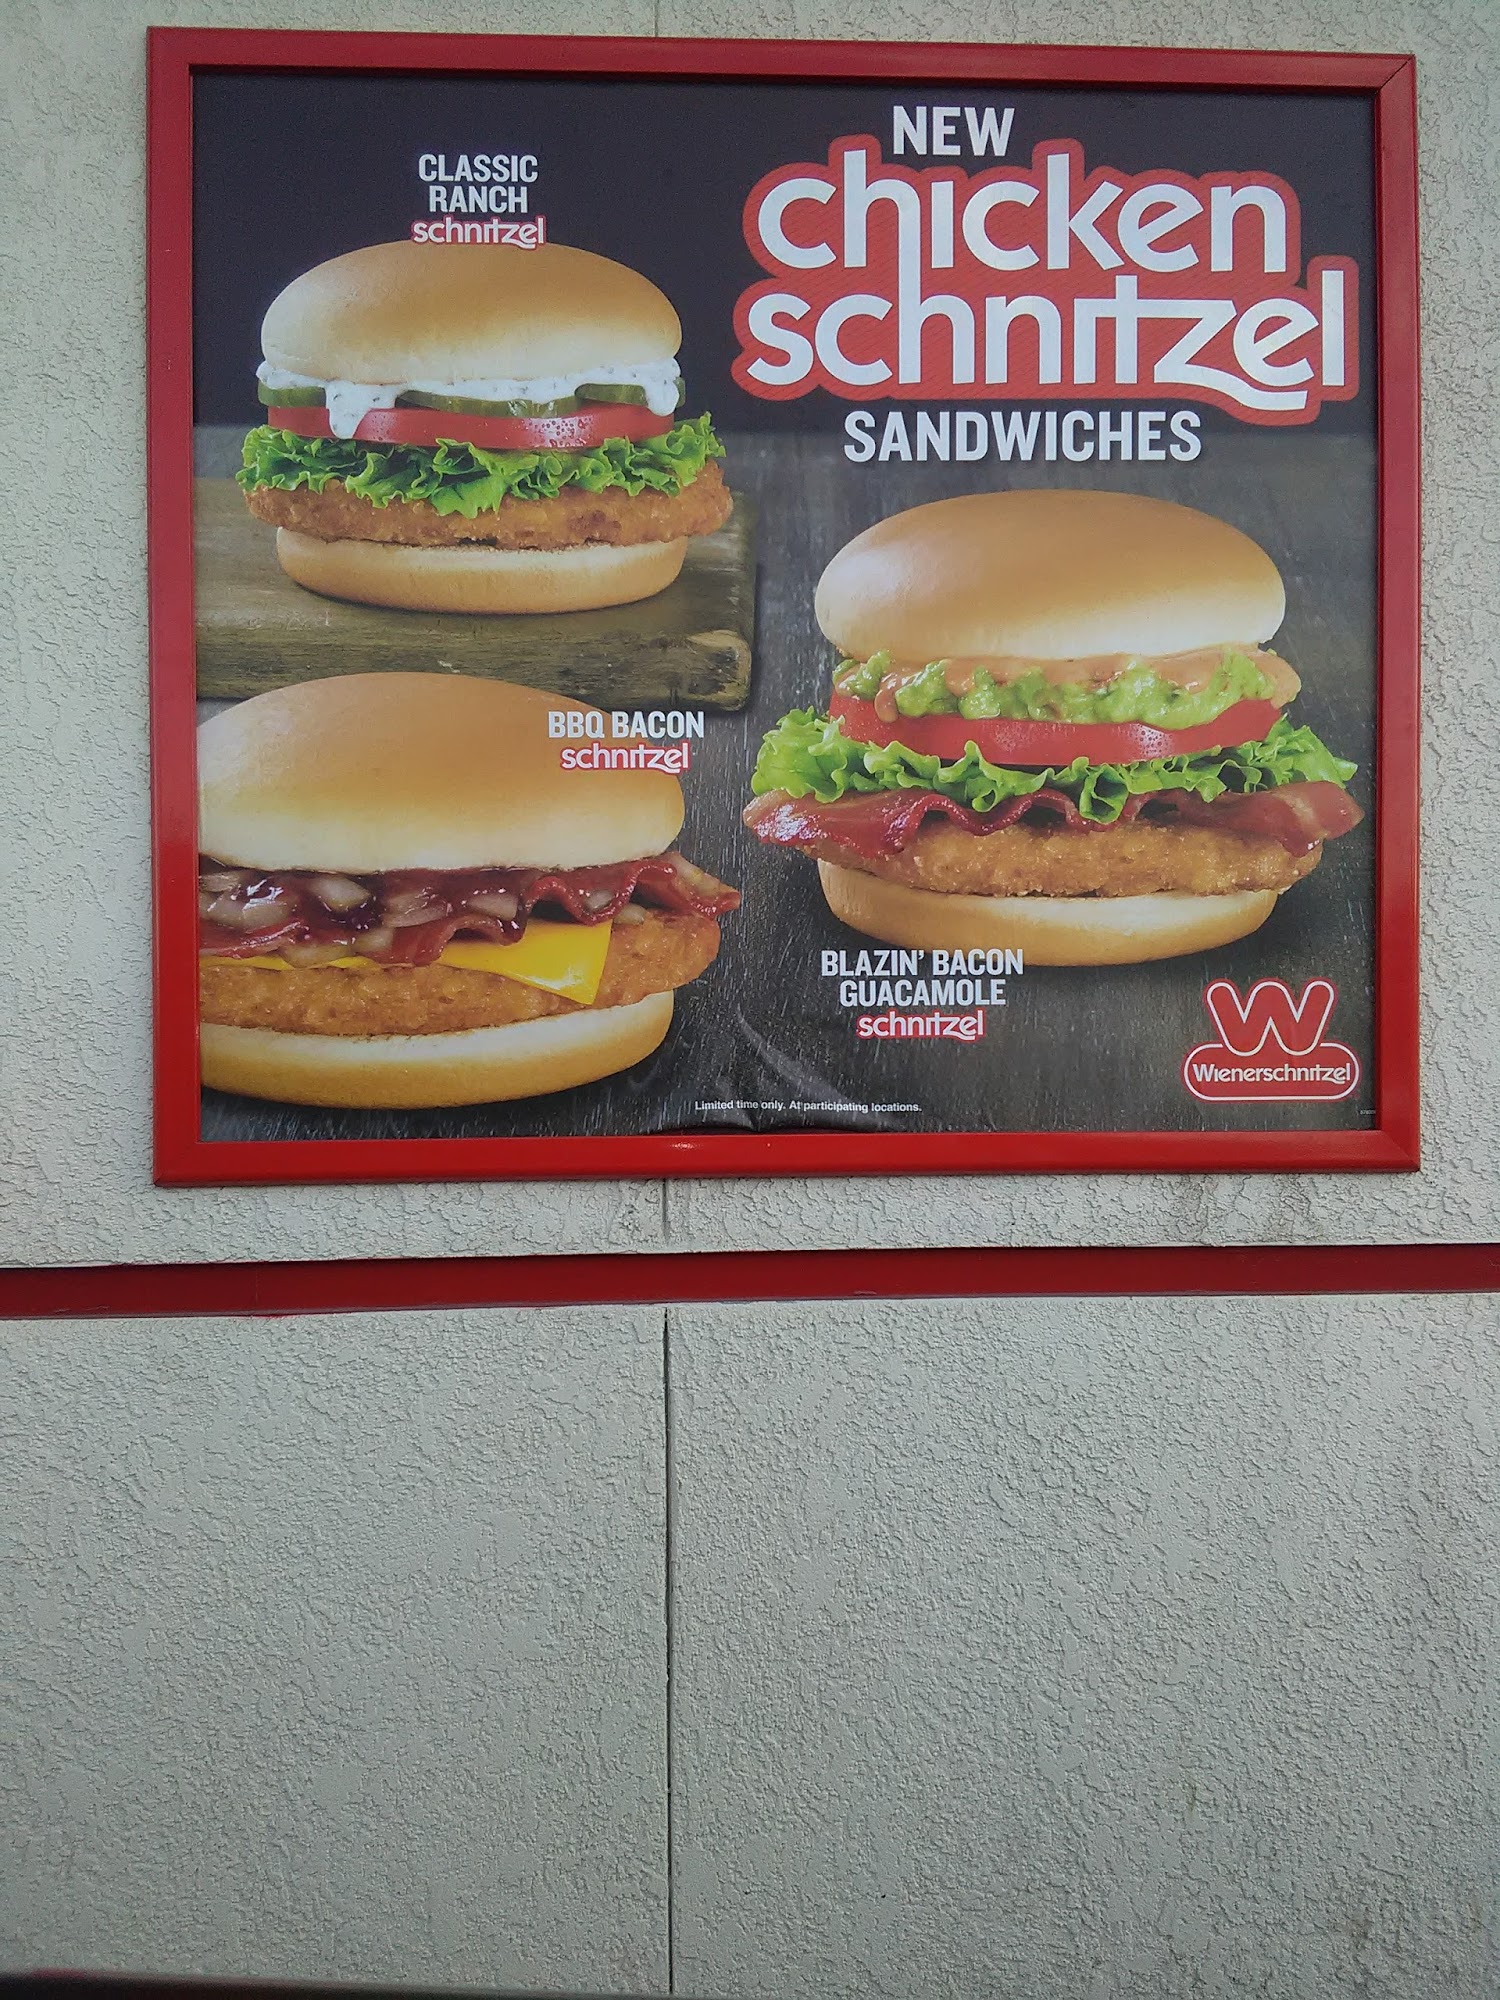 NEW
chicken
schnitzel
SANDWICHES
CLASSIC
RANCH
schnitzel
BBQ BACON
schnitzel
BLAZIN' BACON
GUACAMOLE
schnitzel
W
Wienerschnitzel
Limited time only. At participating locations.